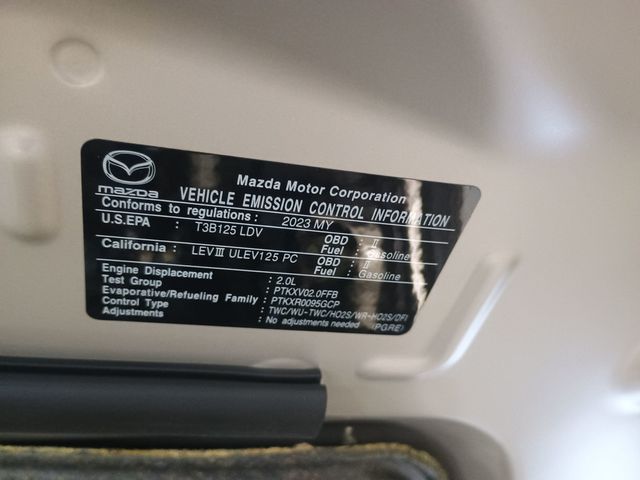 mazda
Mazda Motor Corporation
VEHICLE EMISSION CONTROL INFORMATION
Conforms to regulations : 2023 MY
U.S.EPA : T3B125 LDV OBD : II
Fuel : Gasoline
California : LEVIII ULEV125 PC OBD : II
Fuel : Gasoline
Engine Displacement : 2.0L
Test Group : PTKXV02.0FFB
Evaporative/Refueling Family : PTKXR0095GCP
Control Type : TWC/WU-TWC/HO2S/WR-HO2S/DFI
Adjustments : No adjustments needed (PGRE)